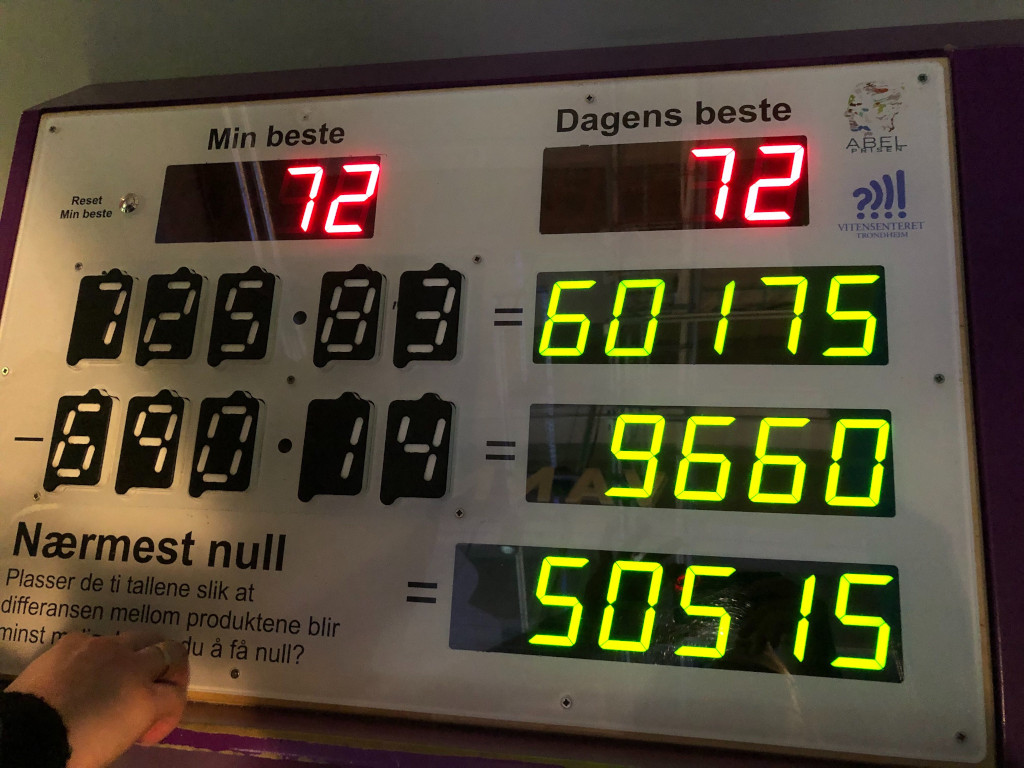 Min beste
Dagens beste
ABEL
PRISEN
Reset
Min beste
72
72
?))!!
VITENSENTERET
TRONDHEIM
725·83 = 60175
− 690·14 = 9660
Nærmest null
Plasser de ti tallene slik at
differansen mellom produktene blir
minst du å få null?
= 50515